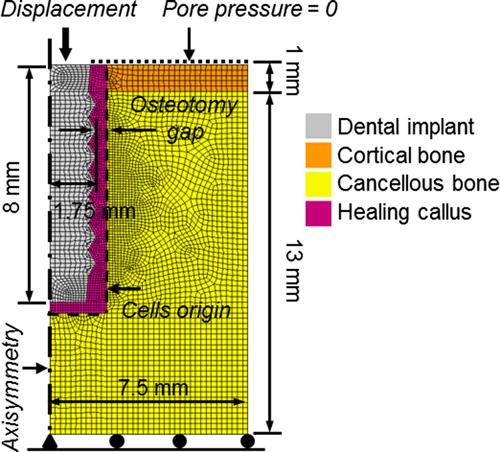 Displacement
Pore pressure = 0
1 mm
Osteotomy
gap
8 mm
1.75 mm
Dental implant
Cortical bone
Cancellous bone
Healing callus
13 mm
Cells origin
Axisymmetry
7.5 mm